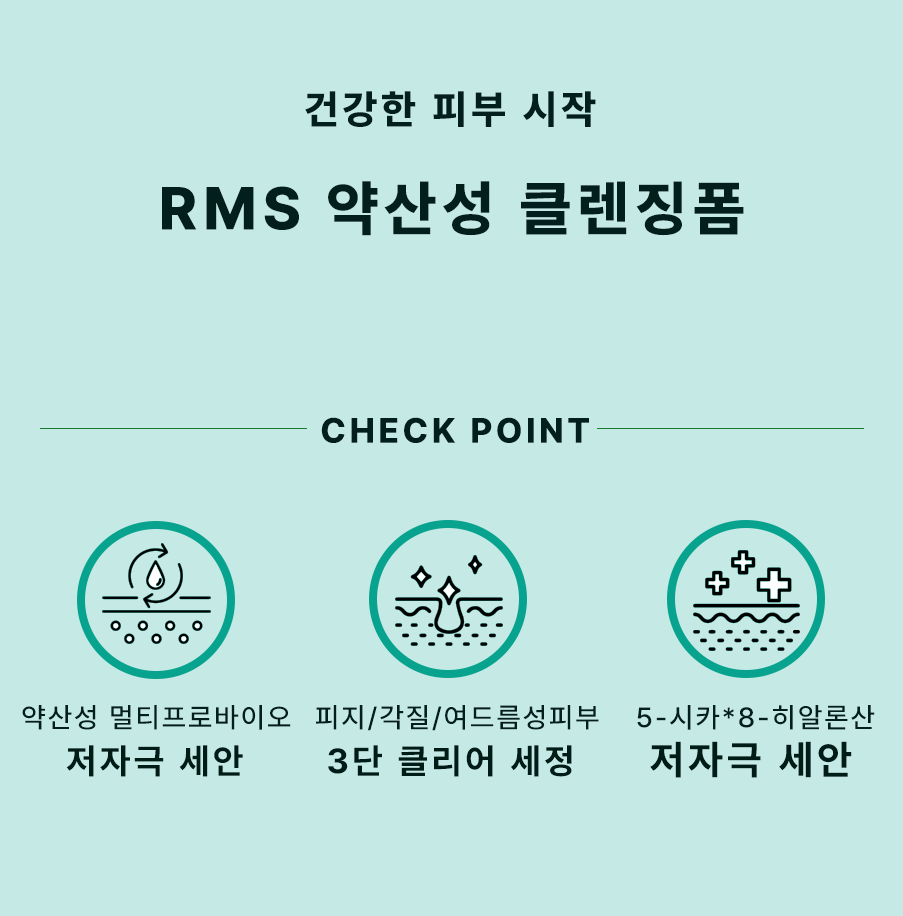 건강한 피부 시작
RMS 약산성 클렌징폼
CHECK POINT
약산성 멀티프로바이오
저자극 세안
피지/각질/여드름성피부
3단 클리어 세정
5-시카*8-히알론산
저자극 세안